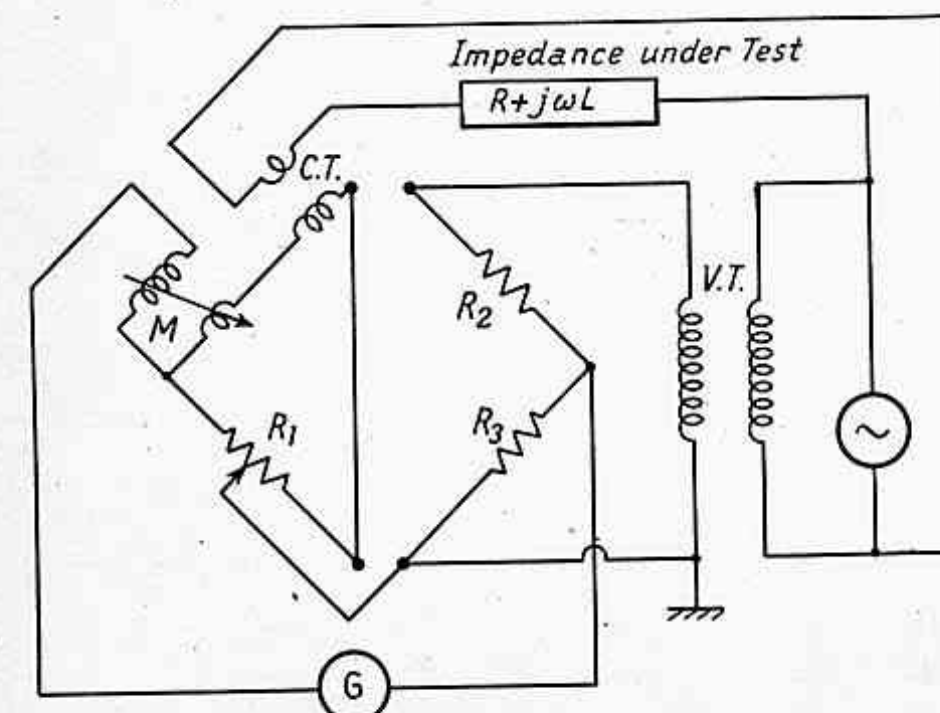 Impedance under Test
R+jωL
C.T.
V.T.
R2
M
R1
R3
~
G